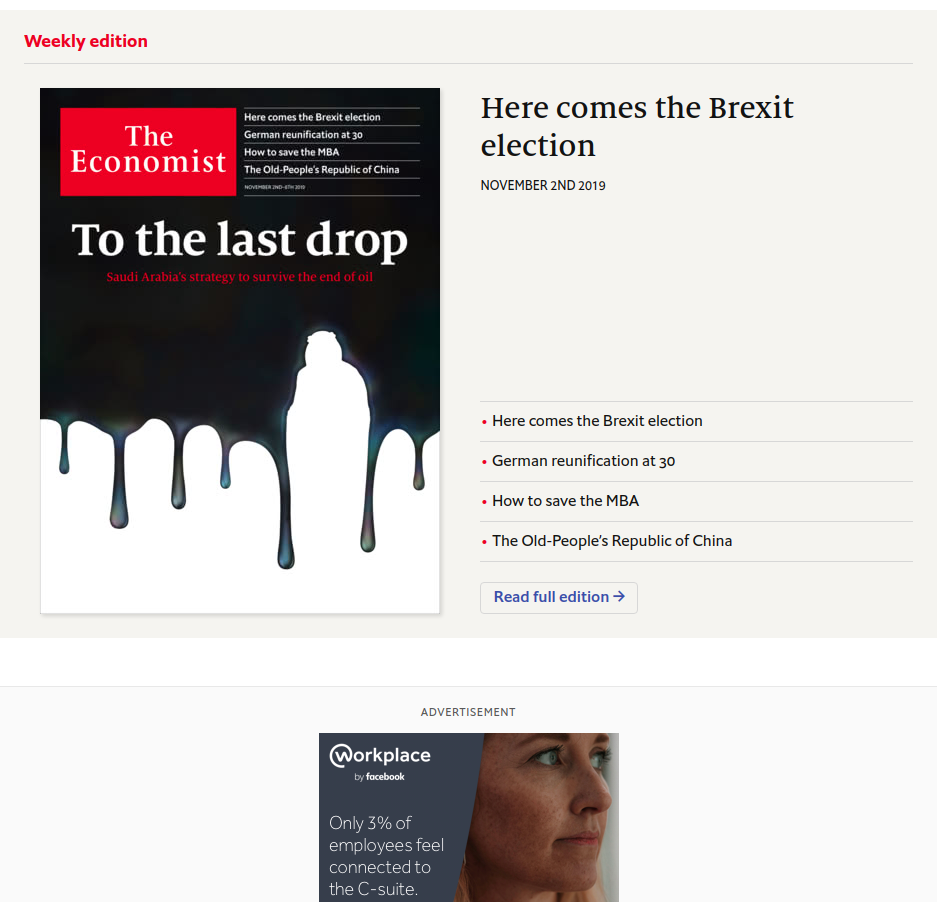 Weekly edition
The
Economist
Here comes the Brexit election
German reunification at 30
How to save the MBA
The Old-People's Republic of China
NOVEMBER 2ND–8TH 2019
To the last drop
Saudi Arabia's strategy to survive the end of oil
Here comes the Brexit
election
NOVEMBER 2ND 2019
• Here comes the Brexit election
• German reunification at 30
• How to save the MBA
• The Old-People's Republic of China
Read full edition →
ADVERTISEMENT
Workplace
by facebook
Only 3% of
employees feel
connected to
the C-suite.